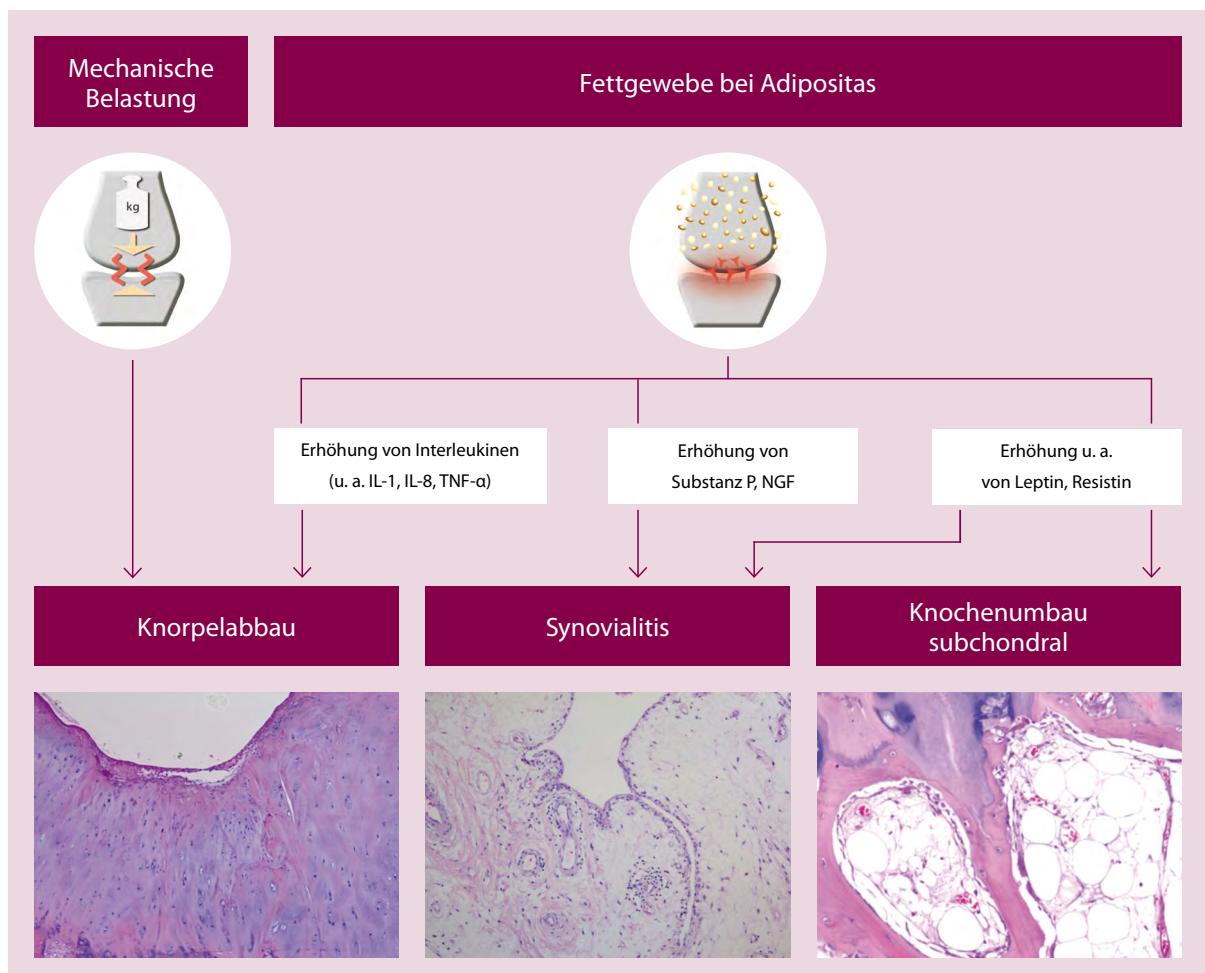 Mechanische
Belastung
Fettgewebe bei Adipositas
kg
Erhöhung von Interleukinen
(u. a. IL-1, IL-8, TNF-α)
Erhöhung von
Substanz P, NGF
Erhöhung u. a.
von Leptin, Resistin
Knorpelabbau
Synovialitis
Knochenumbau
subchondral